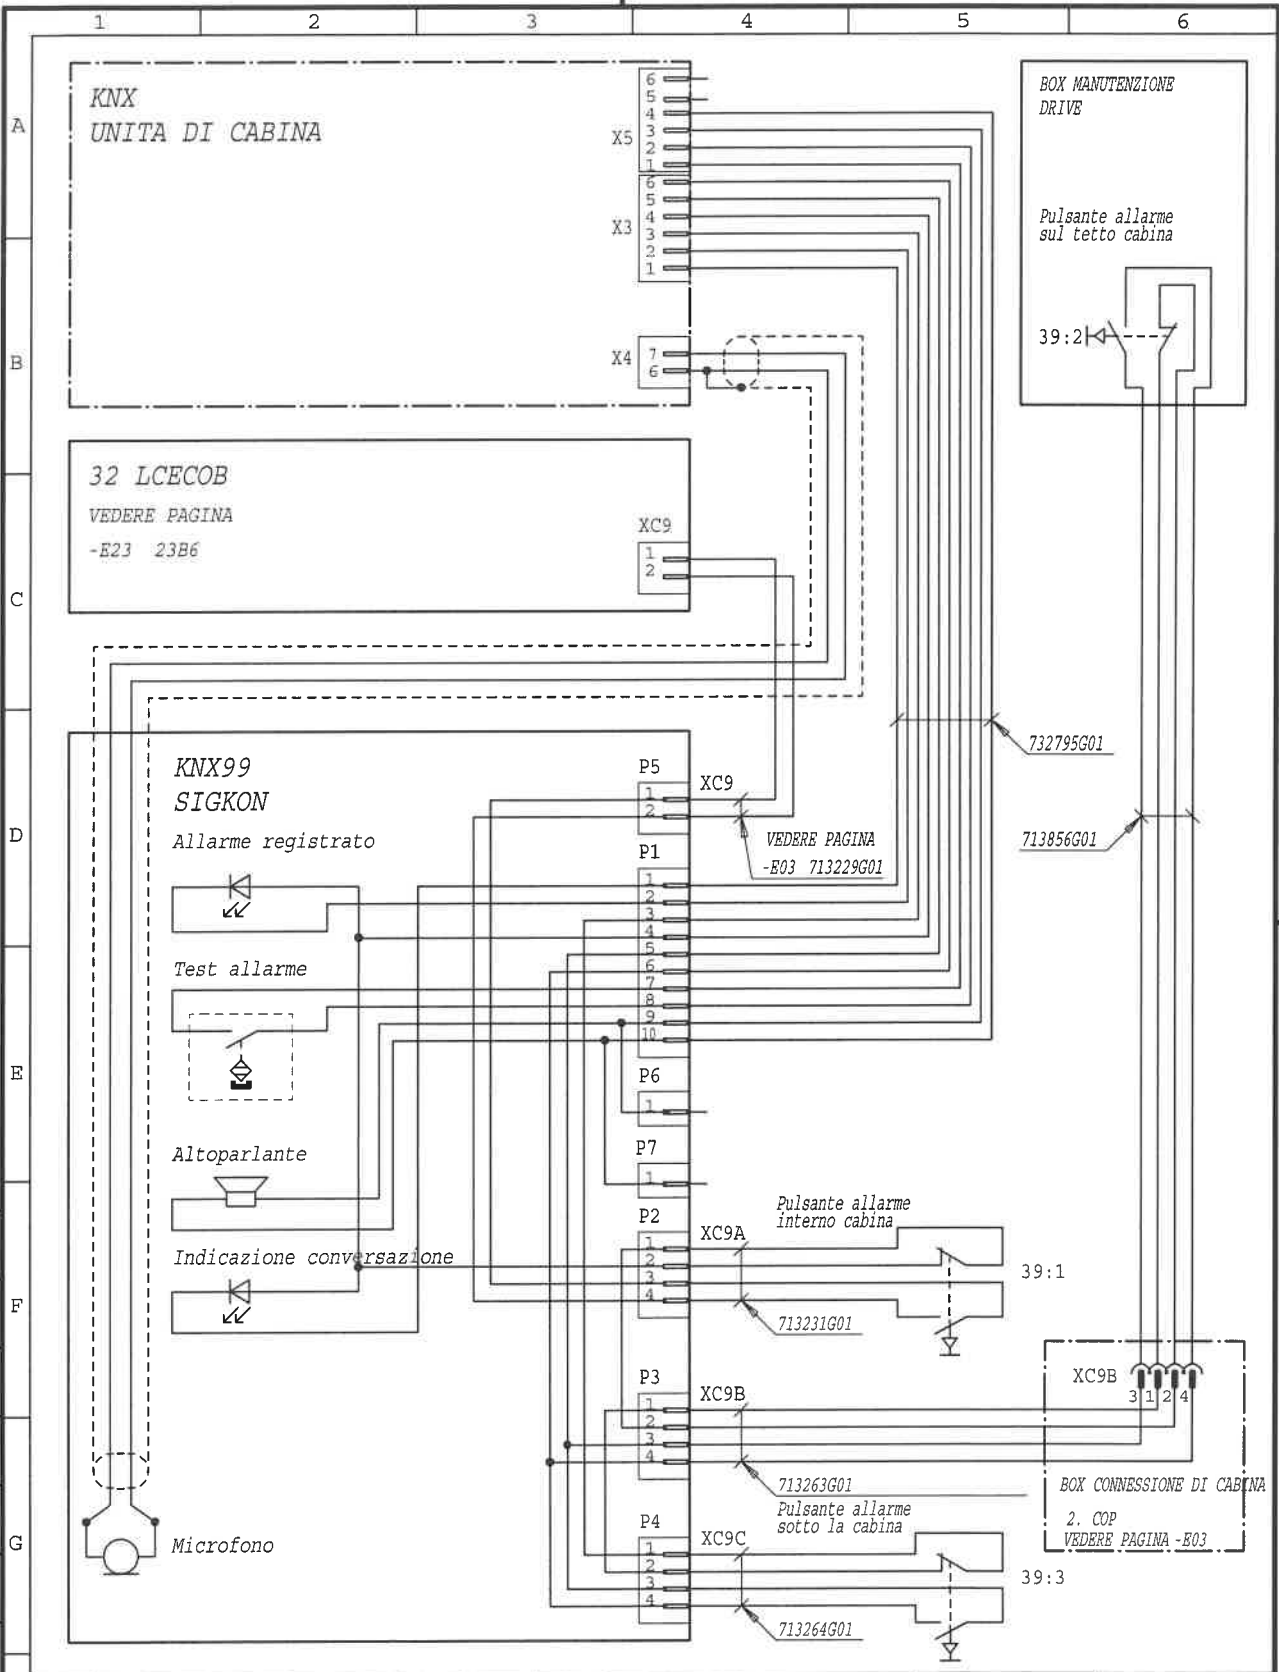 1 2 3 4 5 6
A
B
C
D
E
F
G
KNX
UNITA DI CABINA
X5
6
5
4
3
2
1
X3
6
5
4
3
2
1
X4
7
6
BOX MANUTENZIONE
DRIVE
Pulsante allarme
sul tetto cabina
39:2
32 LCECOB
VEDERE PAGINA
-E23 23B6
XC9
1
2
732795G01
713856G01
KNX99
SIGKON
Allarme registrato
P5
1
2
XC9
VEDERE PAGINA
-E03 713229G01
P1
1
2
3
4
5
6
7
8
9
10
Test allarme
P6
1
Altoparlante
P7
1
Indicazione conversazione
P2
1
2
3
4
XC9A
Pulsante allarme
interno cabina
39:1
713231G01
P3
1
2
3
4
XC9B
713263G01
XC9B
3 1 2 4
BOX CONNESSIONE DI CABINA
2. COP
VEDERE PAGINA -E03
Pulsante allarme
sotto la cabina
P4
1
2
3
4
XC9C
39:3
713264G01
Microfono